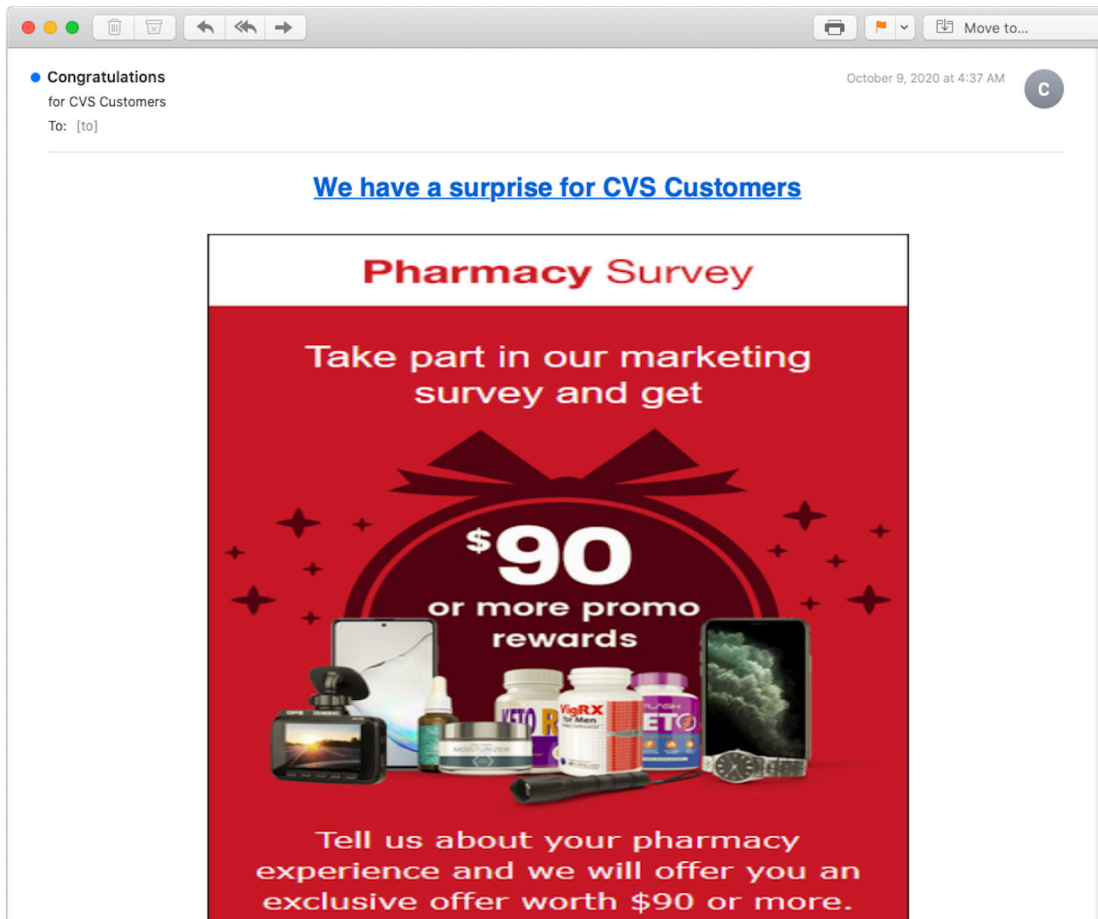 Move to...
Congratulations
October 9, 2020 at 4:37 AM
C
for CVS Customers
To: [to]
We have a surprise for CVS Customers
Pharmacy Survey
Take part in our marketing
survey and get
$90
or more promo
rewards
KETO
VigRX
for Men
KETO
MOISTURIZER
Tell us about your pharmacy
experience and we will offer you an
exclusive offer worth $90 or more.